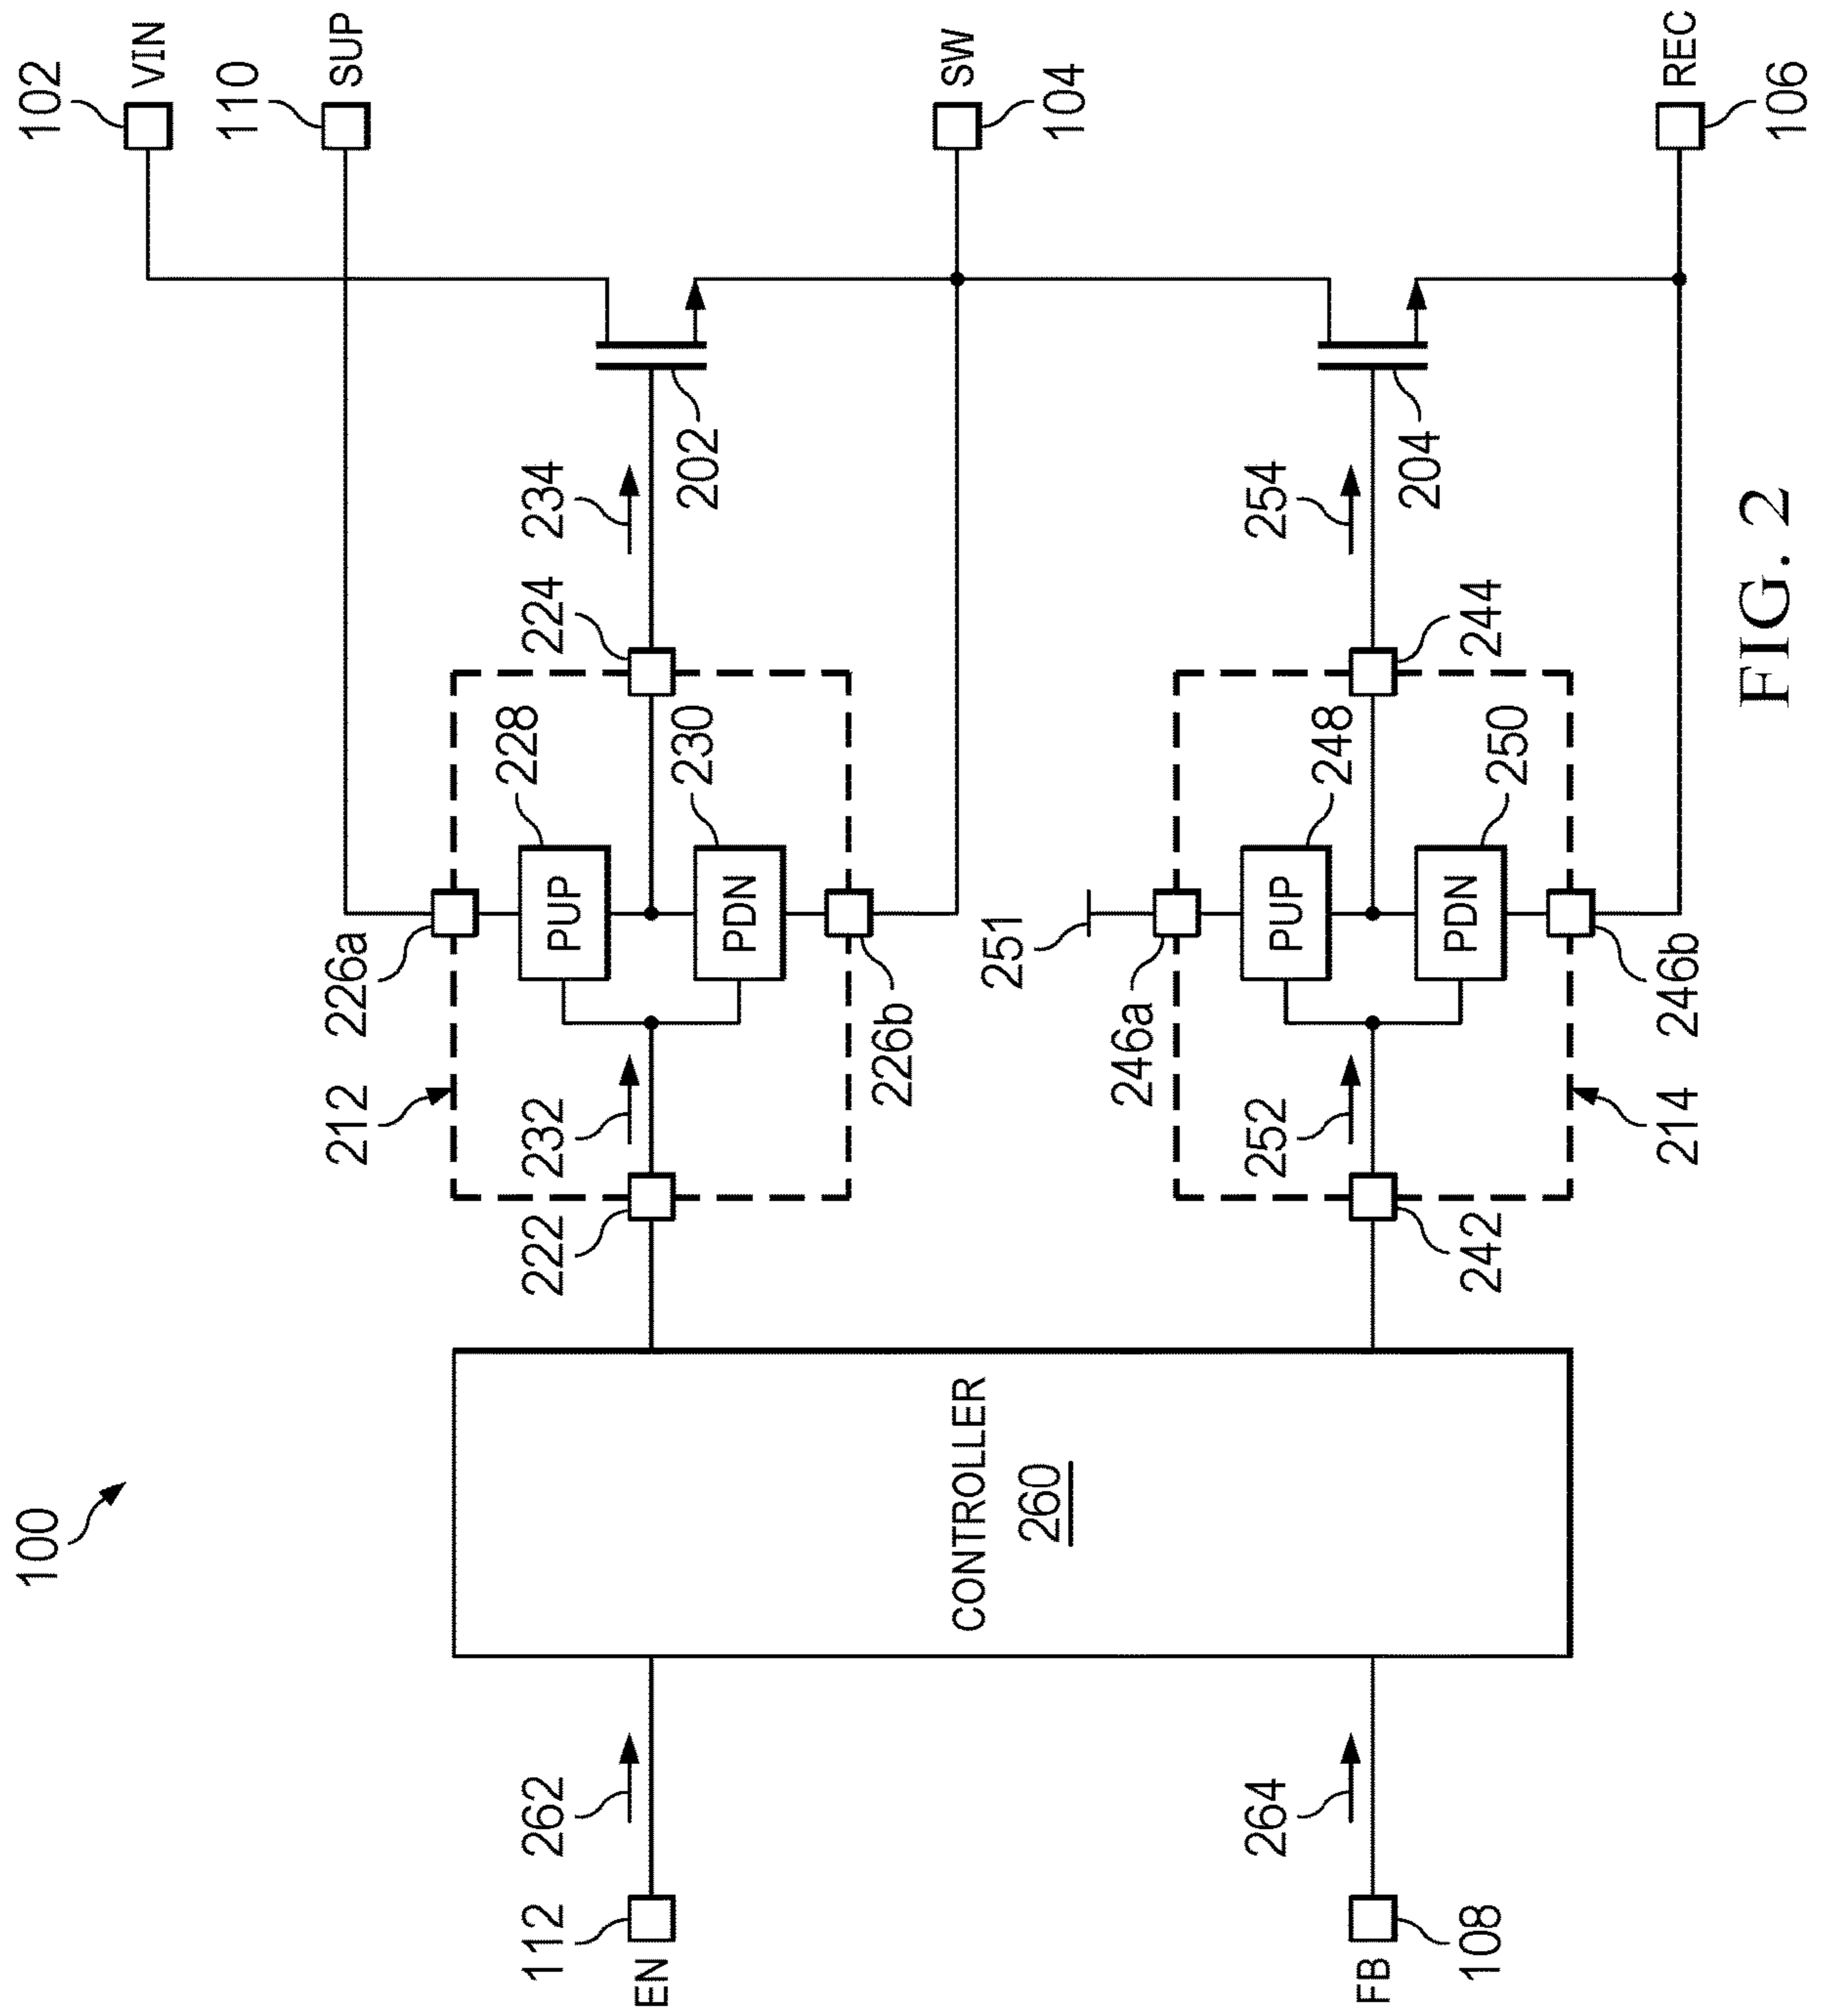 100
102
VIN
110
SUP
212
226a
228
PUP
112
EN
262
222
232
224
234
202
230
PDN
226b
SW
104
CONTROLLER
260
251
246a
248
PUP
FB
108
264
242
252
244
254
204
250
PDN
246b
214
REC
106
FIG. 2